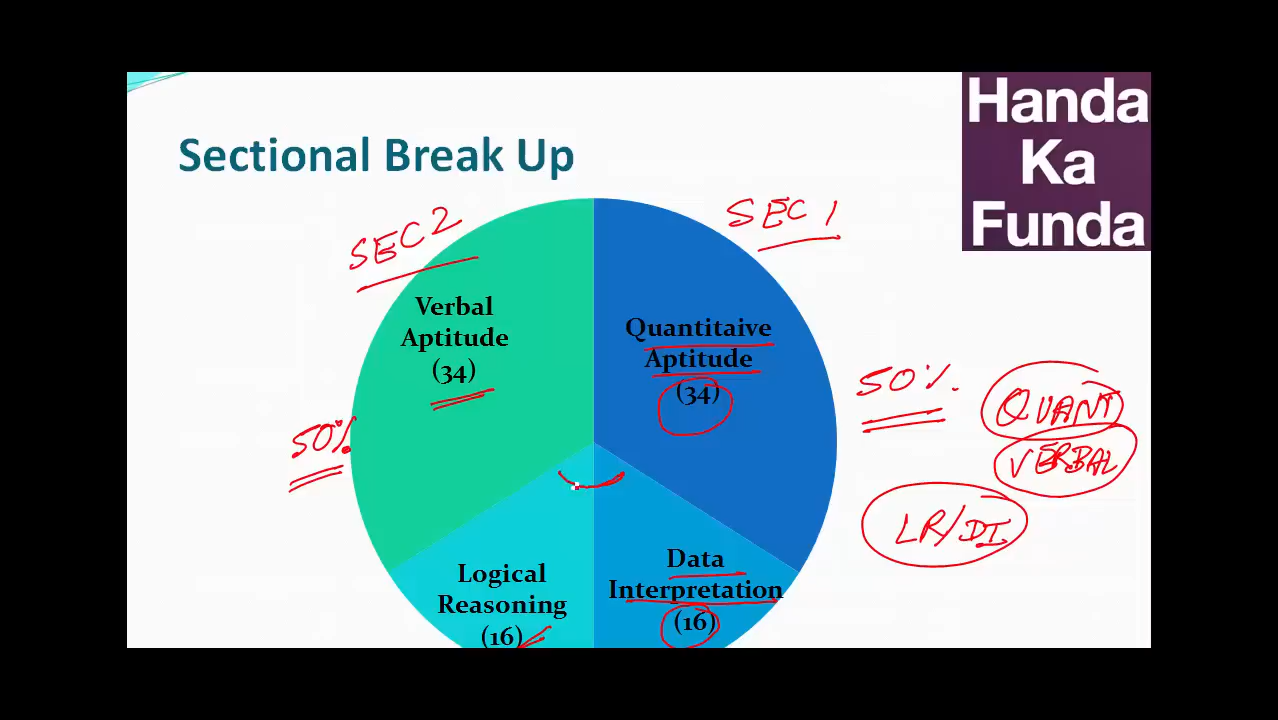 Handa
Ka
Funda
Sectional Break Up
SEC 2
SEC 1
Verbal
Aptitude
(34)
Quantitaive
Aptitude
(34)
50%
50%.
QUANT
VERBAL
LR/DI
Logical
Reasoning
(16)
Data
Interpretation
(16)